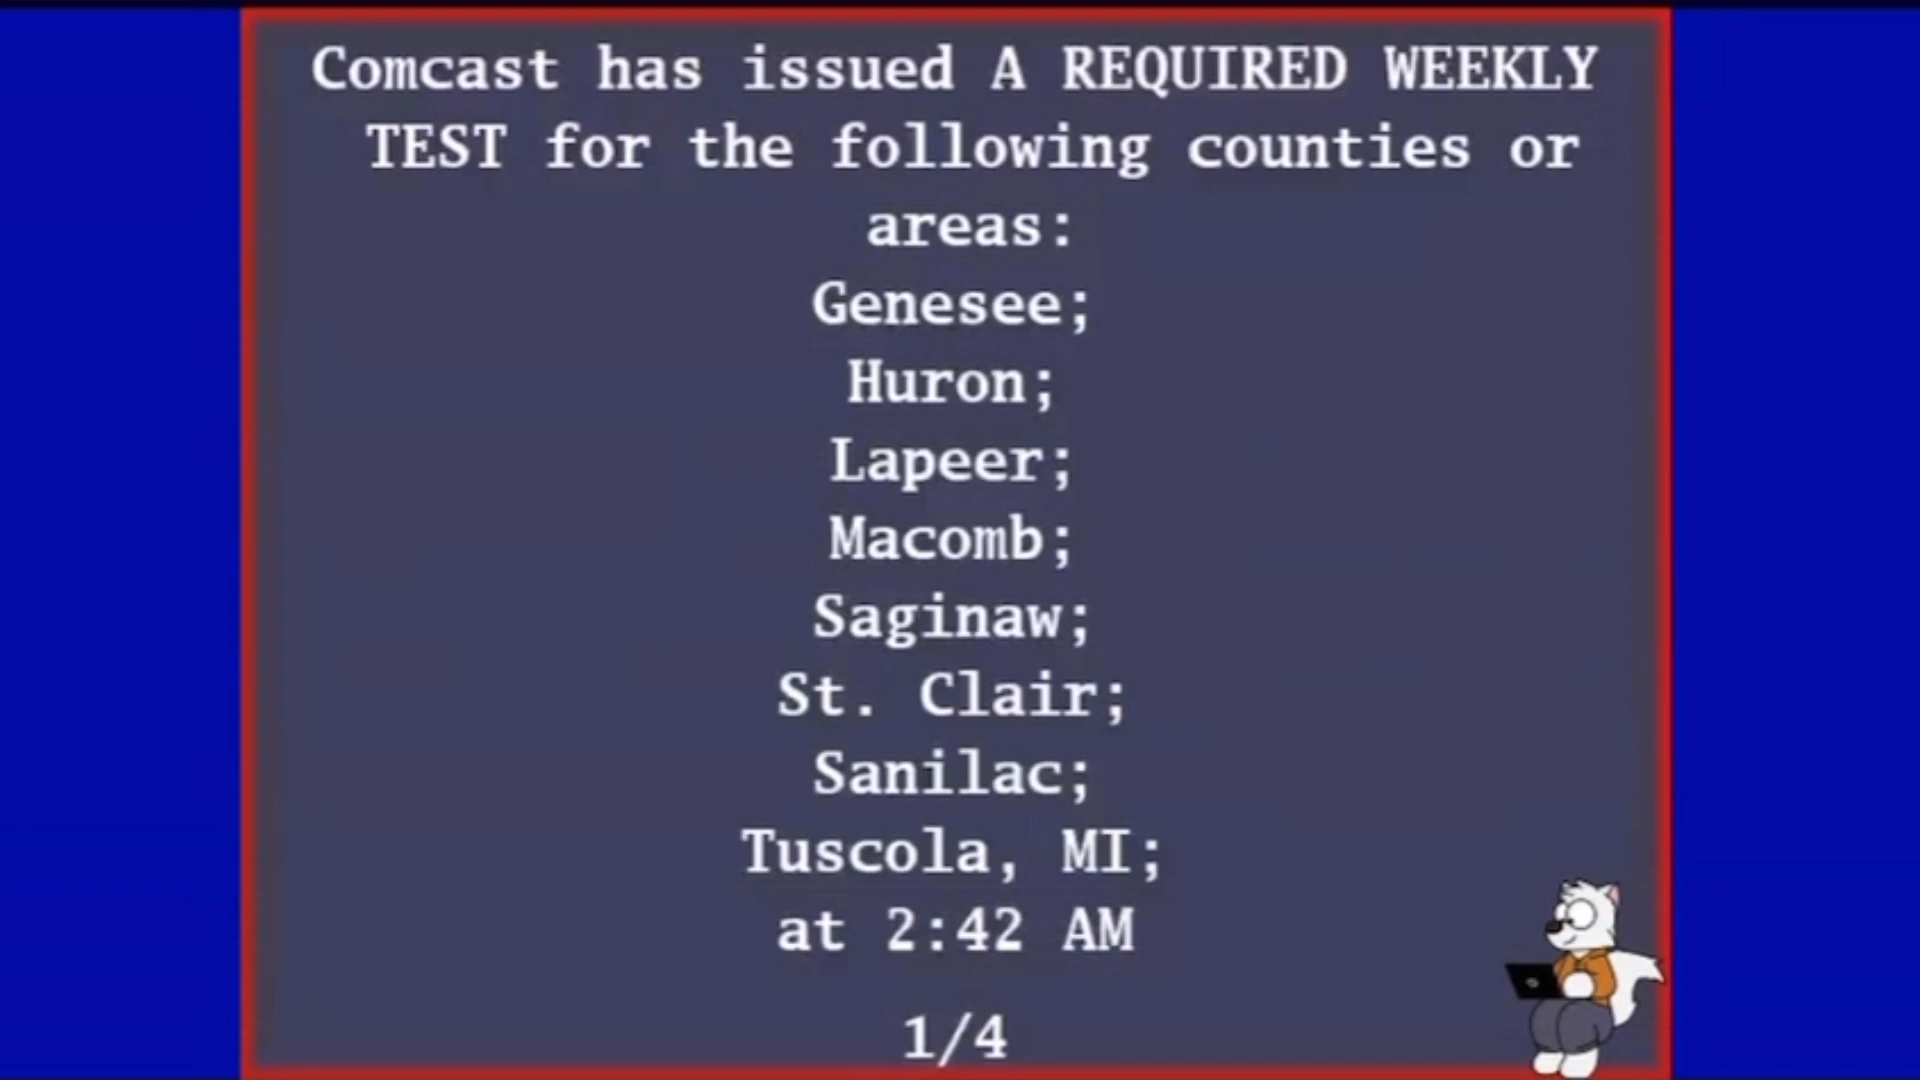 Comcast has issued A REQUIRED WEEKLY
TEST for the following counties or
areas:
Genesee;
Huron;
Lapeer;
Macomb;
Saginaw;
St. Clair;
Sanilac;
Tuscola, MI;
at 2:42 AM
1/4